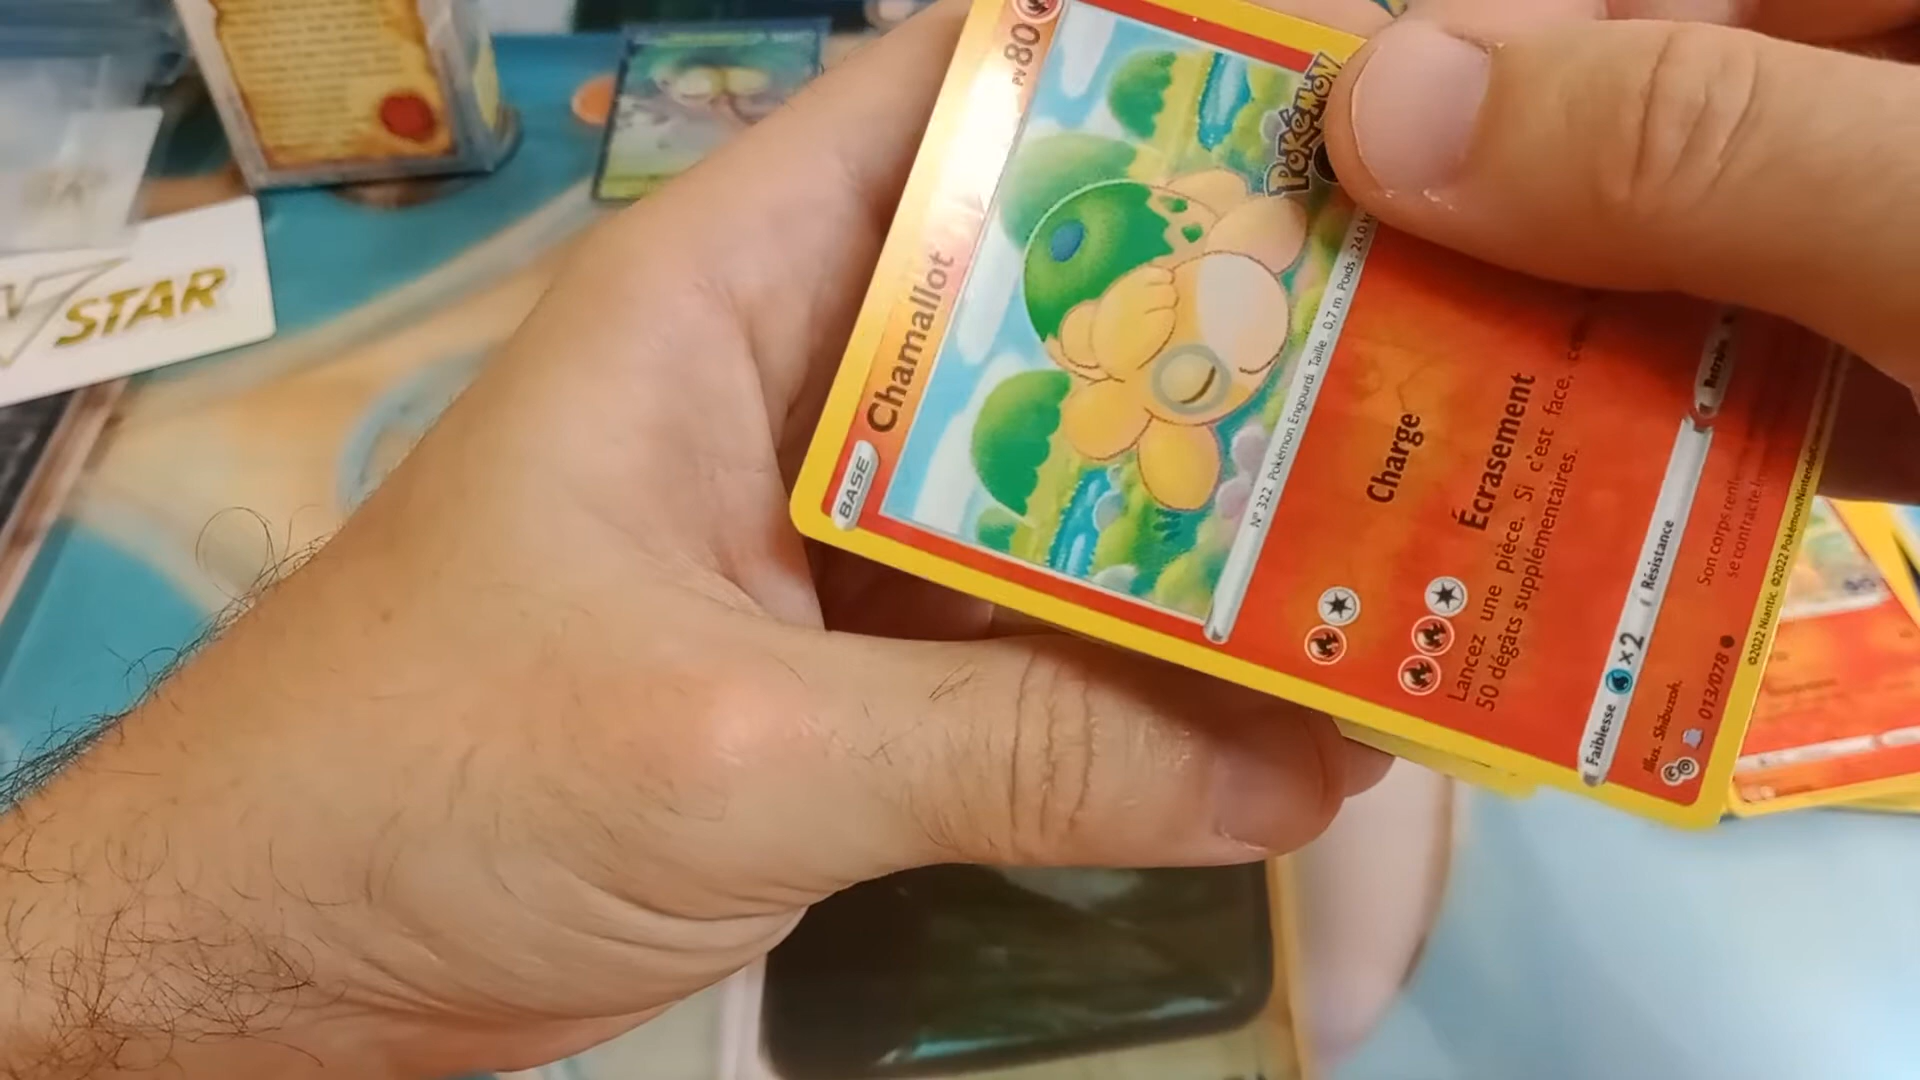 BASE
Chamallot
PV 80
POKÉMON
N° 322 Pokémon Engourdi Taille : 0,7 m Poids : 24,0
Charge
Écrasement
Lancez une pièce. Si c'est face,
50 dégâts supplémentaires.
Faiblesse x2
Résistance
Retraite
Son corps
se contracte
Illus. Shibuzoh.
013/078
©2022 Niantic. ©2022 Pokémon/Nintendo
V STAR